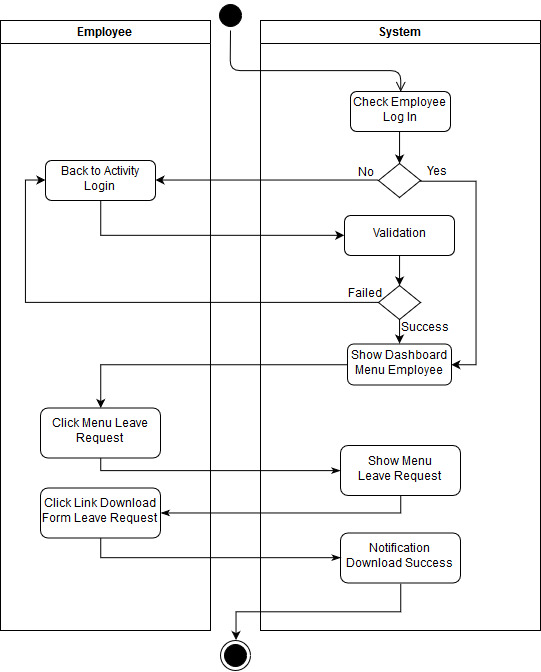 Employee
System
Check Employee
Log In
No
Yes
Back to Activity
Login
Validation
Failed
Success
Show Dashboard
Menu Employee
Click Menu Leave
Request
Show Menu
Leave Request
Click Link Download
Form Leave Request
Notification
Download Success